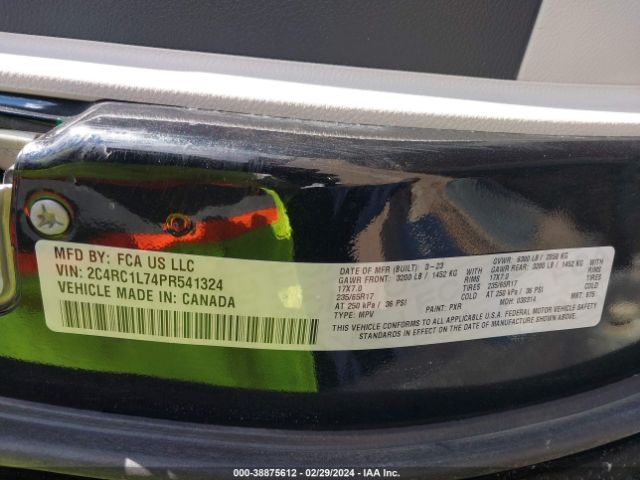 MFD BY: FCA US LLC
VIN: 2C4RC1L74PR541324
VEHICLE MADE IN: CANADA
DATE OF MFR (BUILT): 3-23
GAWR FRONT: 3200 LB / 1452 KG WITH
17X7.0 RIMS
235/65R17 TIRES
AT 250 kPa / 36 PSI COLD
TYPE: MPV PAINT: PXR
GVWR: 6300 LB / 2858 KG
GAWR REAR: 3200 LB / 1452 KG WITH
17X7.0 RIMS
235/65R17 TIRES
AT 250 kPa / 36 PSI COLD
MDH: 030314
THIS VEHICLE CONFORMS TO ALL APPLICABLE U.S.A. FEDERAL MOTOR VEHICLE SAFETY
STANDARDS IN EFFECT ON THE DATE OF MANUFACTURE SHOWN ABOVE.
000-38875612 - 02/29/2024 - IAA Inc.